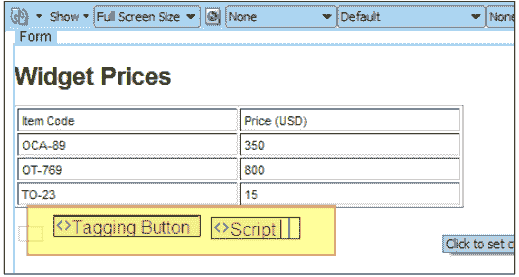 Show Full Screen Size None Default None
Form
Widget Prices
Item Code Price (USD)
OCA-89 350
OT-769 800
TO-23 15
<>Tagging Button <>Script
Click to set c